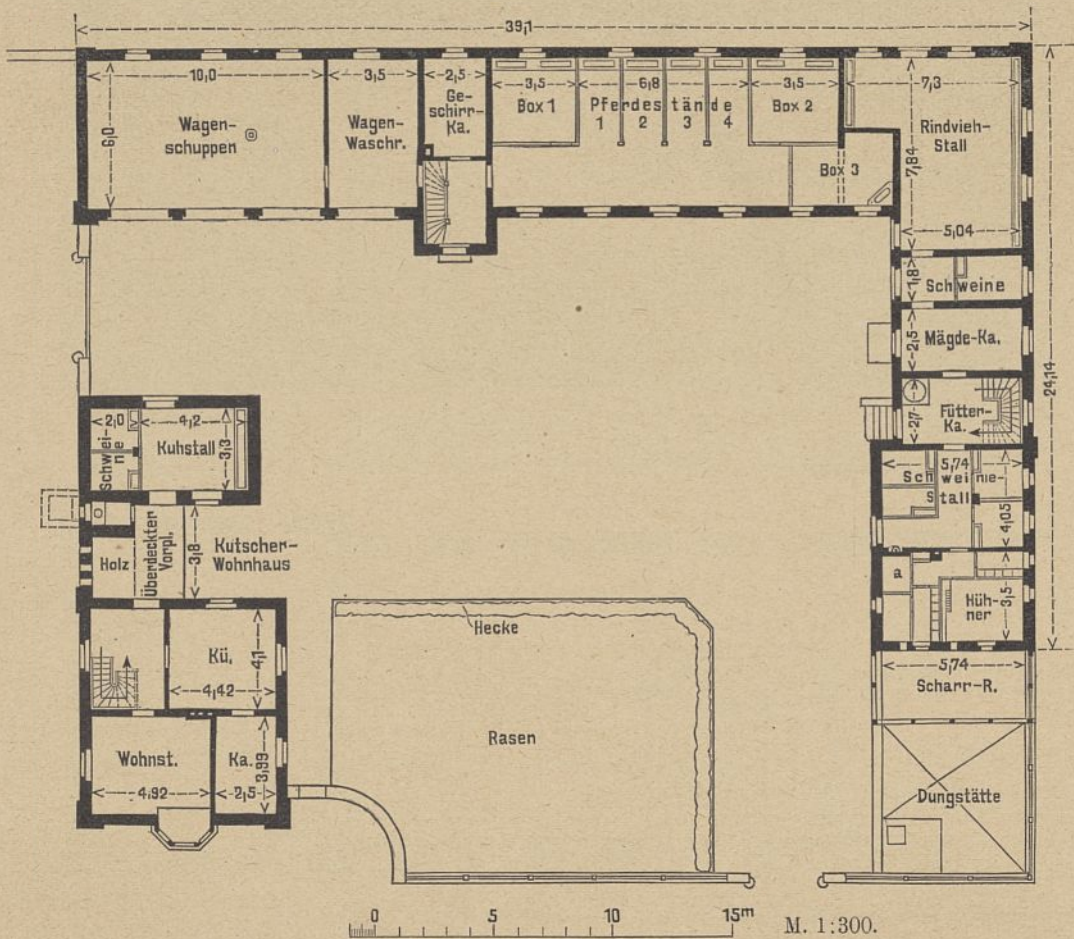 39,1
10,0
3,5
2,5
3,5
6,8
3,5
7,3
6,0
Wagen-
schuppen
Wagen-
Waschr.
Ge-
schirr-
Ka.
Box 1
Pferdestände
1 2 3 4
Box 2
Box 3
Rindvieh-
Stall
7,84
5,04
1,8
Schweine
2,5
Mägde-Ka.
24,14
2,7
Fütter-
Ka.
5,74
Schweine-
Stall
4,05
a
Hüh-
ner
3,5
5,74
Scharr-R.
Dungstätte
2,0
4,2
Schwei-
ne
Kuhstall
3,3
Holz
Überdeckter
Vorpl.
3,8
Kutscher-
Wohnhaus
Kü.
4,1
4,42
Wohnst.
4,92
Ka.
3,99
2,5
Hecke
Rasen
0 5 10 15m
M. 1:300.